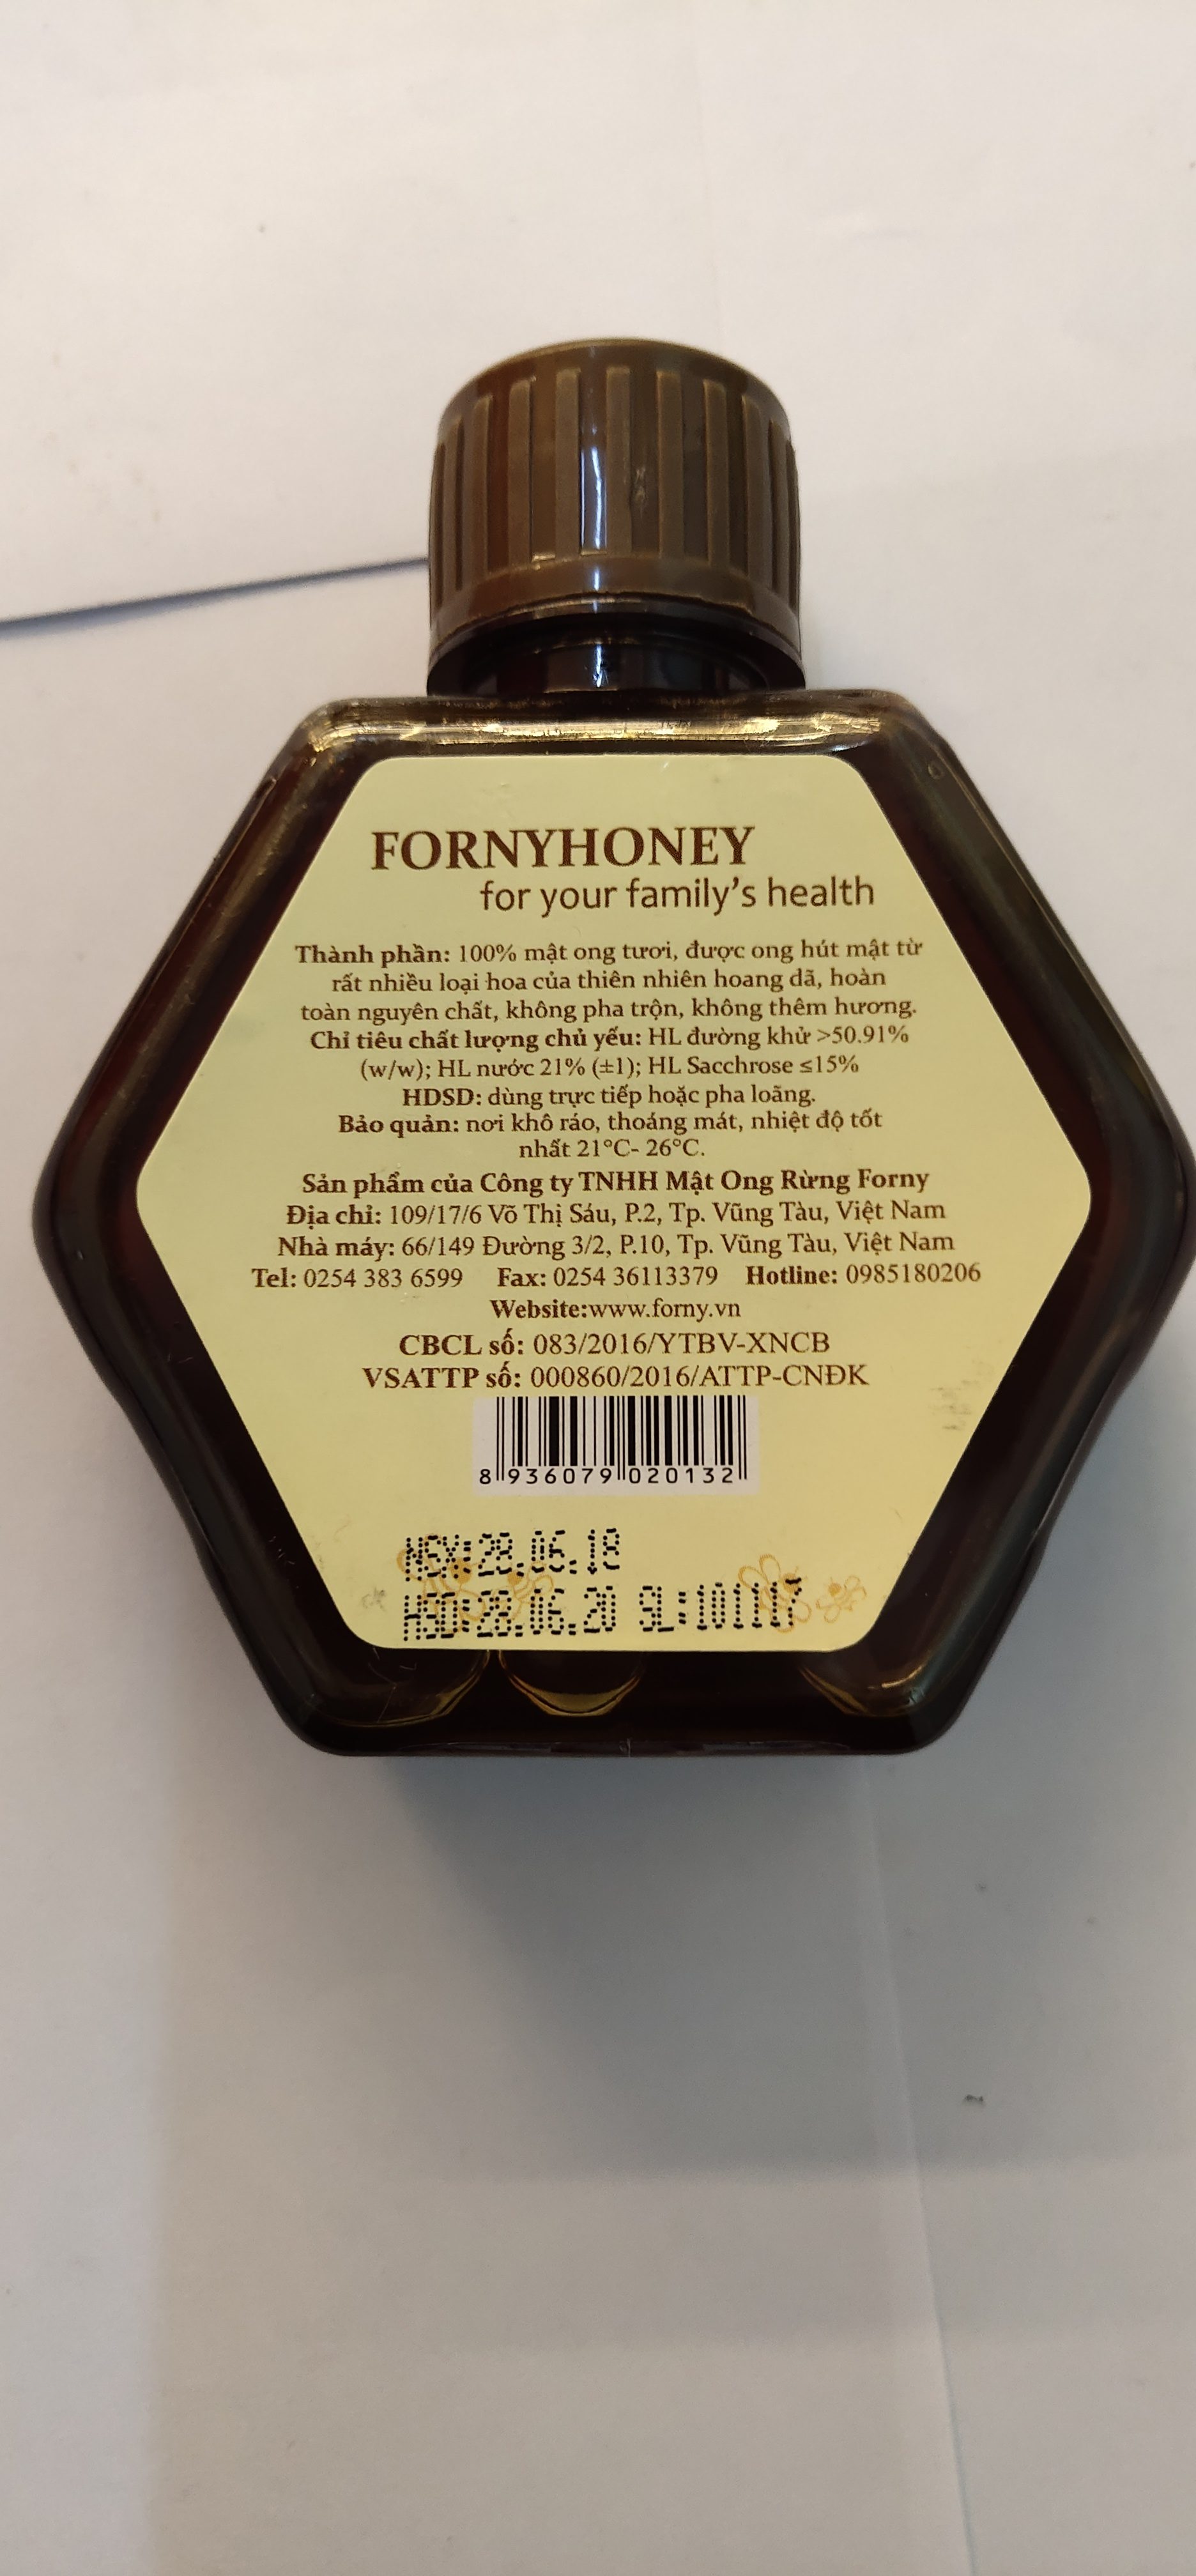 FORNYHONEY
for your family's health
Thành phần: 100% mật ong tươi, được ong hút mật từ
rất nhiều loại hoa của thiên nhiên hoang dã, hoàn
toàn nguyên chất, không pha trộn, không thêm hương.
Chỉ tiêu chất lượng chủ yếu: HL đường khử >50.91%
(w/w); HL nước 21% (±1); HL Sacchrose ≤15%
HDSD: dùng trực tiếp hoặc pha loãng.
Bảo quản: nơi khô ráo, thoáng mát, nhiệt độ tốt
nhất 21°C- 26°C.
Sản phẩm của Công ty TNHH Mật Ong Rừng Forny
Địa chỉ: 109/17/6 Võ Thị Sáu, P.2, Tp. Vũng Tàu, Việt Nam
Nhà máy: 66/149 Đường 3/2, P.10, Tp. Vũng Tàu, Việt Nam
Tel: 0254 383 6599 Fax: 0254 36113379 Hotline: 0985180206
Website:www.forny.vn
CBCL số: 083/2016/YTBV-XNCB
VSATTP số: 000860/2016/ATTP-CNĐK
8 936079 020132
NSX:28.06.18
HSD:28.06.20 SL:101117